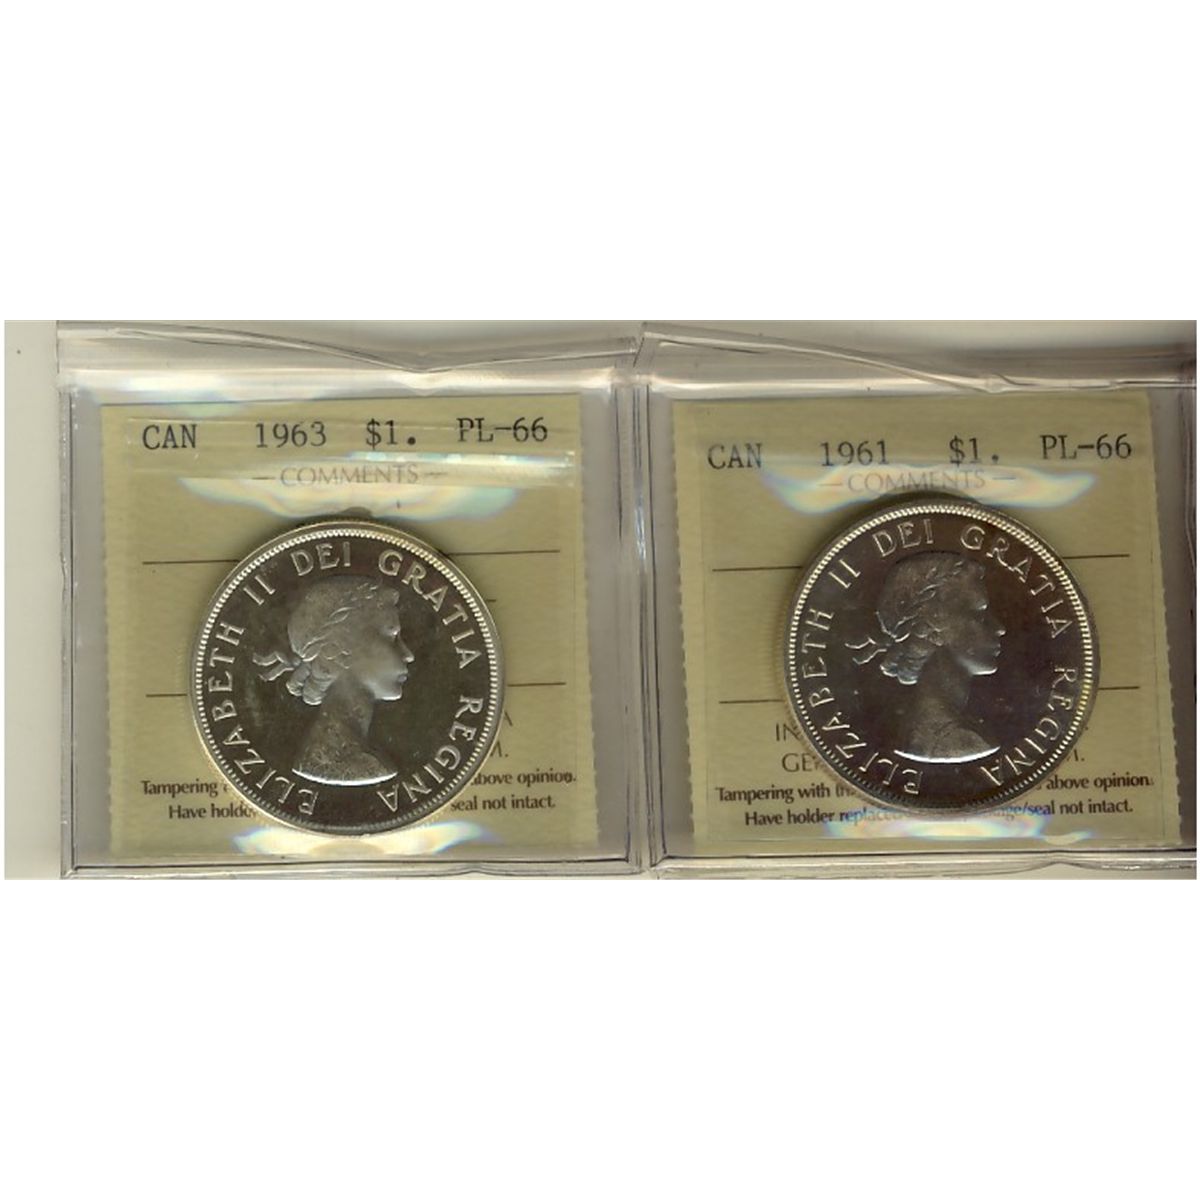 CAN 1963 $1. PL-66
COMMENTS
ELIZABETH II DEI GRATIA REGINA
Tampering
above opinion.
Have holder
seal not intact.
CAN 1961 $1. PL-66
COMMENTS
ELIZABETH II DEI GRATIA REGINA
Tampering with
above opinion.
Have holder replaced
seal not intact.